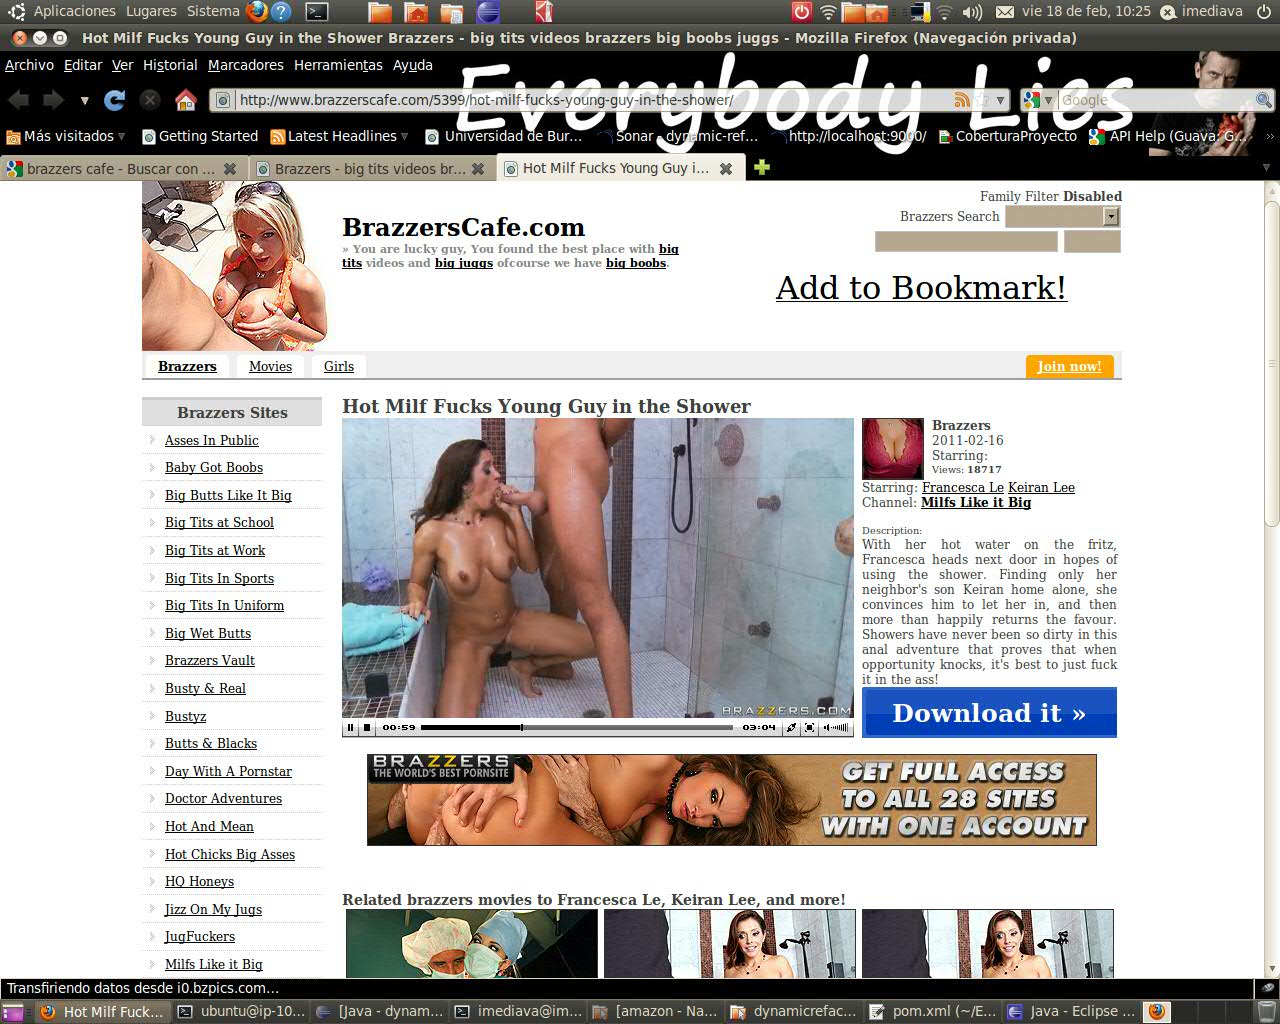 Aplicaciones Lugares Sistema
vie 18 de feb, 10:25 imediava
Hot Milf Fucks Young Guy in the Shower Brazzers - big tits videos brazzers big boobs juggs - Mozilla Firefox (Navegación privada)
Archivo Editar Ver Historial Marcadores Herramientas Ayuda
Everybody Lies
http://www.brazzerscafe.com/5399/hot-milf-fucks-young-guy-in-the-shower/
Google
Más visitados Getting Started Latest Headlines Universidad de Bur... Sonar - dynamic-ref... http://localhost:9000/ CoberturaProyecto API Help (Guava: G...
brazzers cafe - Buscar con ... Brazzers - big tits videos br... Hot Milf Fucks Young Guy i...
Family Filter Disabled
Brazzers Search
BrazzersCafe.com
» You are lucky guy, You found the best place with big
tits videos and big juggs ofcourse we have big boobs.
Add to Bookmark!
Brazzers Movies Girls Join now!
Brazzers Sites
Asses In Public
Baby Got Boobs
Big Butts Like It Big
Big Tits at School
Big Tits at Work
Big Tits In Sports
Big Tits In Uniform
Big Wet Butts
Brazzers Vault
Busty & Real
Bustyz
Butts & Blacks
Day With A Pornstar
Doctor Adventures
Hot And Mean
Hot Chicks Big Asses
HQ Honeys
Jizz On My Jugs
JugFuckers
Milfs Like it Big
Hot Milf Fucks Young Guy in the Shower
BRAZZERS.COM
00:59 03:04
Brazzers
2011-02-16
Starring:
Views: 18717
Starring: Francesca Le Keiran Lee
Channel: Milfs Like it Big
Description:
With her hot water on the fritz,
Francesca heads next door in hopes of
using the shower. Finding only her
neighbor's son Keiran home alone, she
convinces him to let her in, and then
more than happily returns the favour.
Showers have never been so dirty in this
anal adventure that proves that when
opportunity knocks, it's best to just fuck
it in the ass!
Download it »
BRAZZERS
THE WORLD'S BEST PORNSITE
GET FULL ACCESS
TO ALL 28 SITES
WITH ONE ACCOUNT
Related brazzers movies to Francesca Le, Keiran Lee, and more!
Transfiriendo datos desde i0.bzpics.com...
Hot Milf Fuck... ubuntu@ip-10... [Java - dynam... imediava@im... [amazon - Na... dynamicrefac... pom.xml (~/E... Java - Eclipse ...